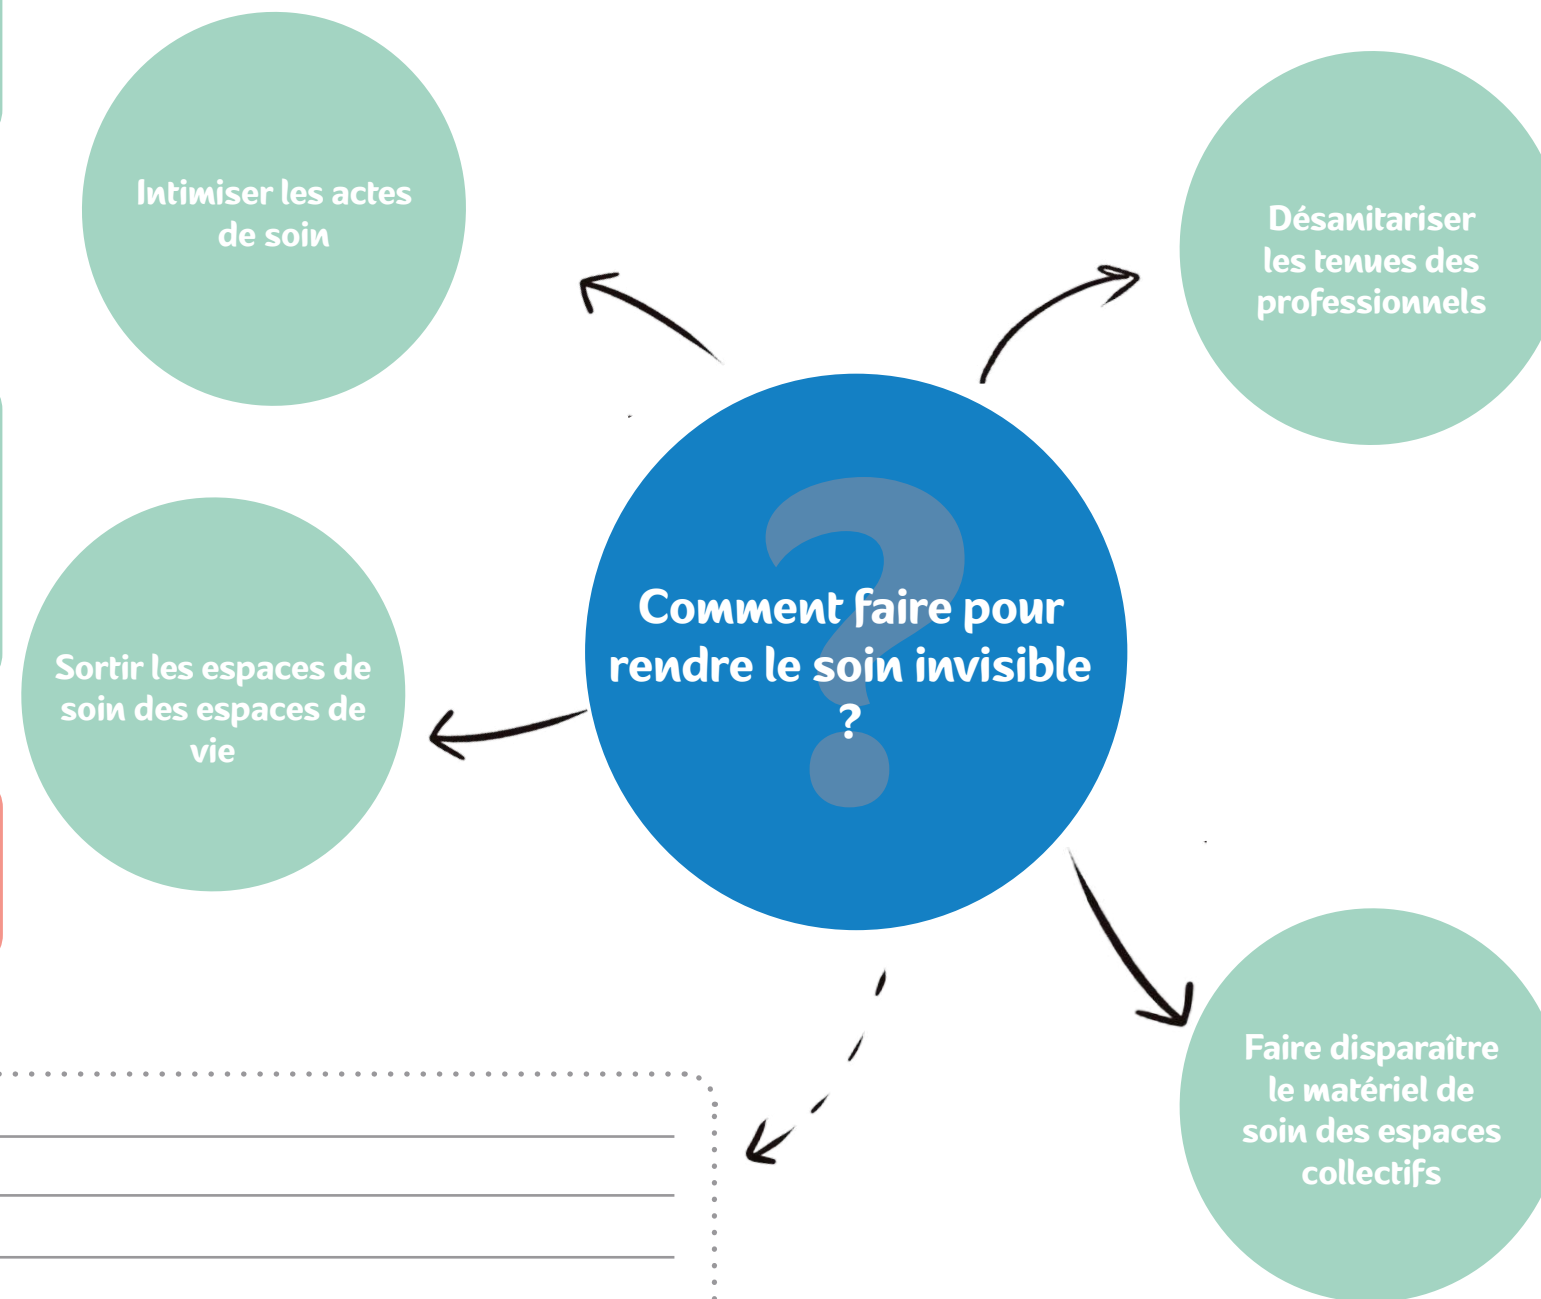 Intimiser les actes
de soin
Désanitariser
les tenues des
professionnels
Comment faire pour
rendre le soin invisible
?
?
Sortir les espaces de
soin des espaces de
vie
Faire disparaître
le matériel de
soin des espaces
collectifs